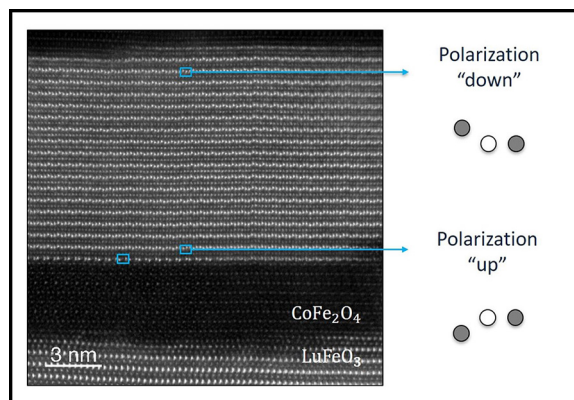 Polarization
“down”
Polarization
“up”
CoFe₂O₄
LuFeO₃
3 nm